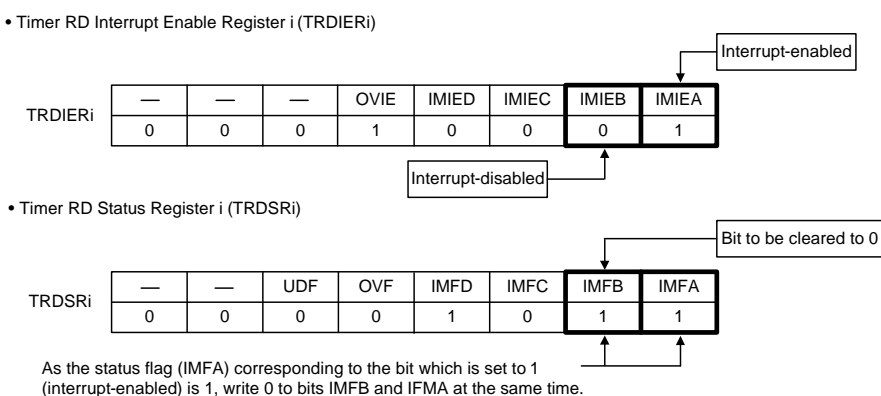 • Timer RD Interrupt Enable Register i (TRDIERi)
Interrupt-enabled
TRDIERi
— — — OVIE IMIED IMIEC IMIEB IMIEA
0 0 0 1 0 0 0 1
Interrupt-disabled
• Timer RD Status Register i (TRDSRi)
Bit to be cleared to 0
TRDSRi
— — UDF OVF IMFD IMFC IMFB IMFA
0 0 0 0 1 0 1 1
As the status flag (IMFA) corresponding to the bit which is set to 1
(interrupt-enabled) is 1, write 0 to bits IMFB and IFMA at the same time.